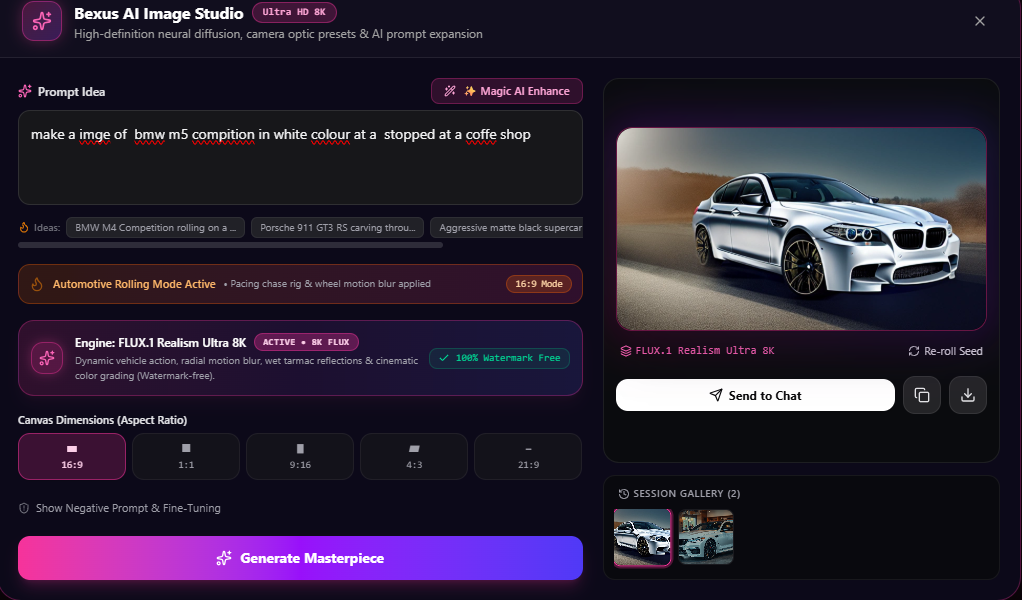 Bexus AI Image Studio Ultra HD 8K
High-definition neural diffusion, camera optic presets & AI prompt expansion
Prompt Idea
✨ Magic AI Enhance
make a imge of  bmw m5 compition in white colour at a  stopped at a coffe shop
Ideas: BMW M4 Competition rolling on a ... Porsche 911 GT3 RS carving throu... Aggressive matte black supercar
Automotive Rolling Mode Active • Pacing chase rig & wheel motion blur applied 16:9 Mode
Engine: FLUX.1 Realism Ultra 8K ACTIVE • 8K FLUX
Dynamic vehicle action, radial motion blur, wet tarmac reflections & cinematic
color grading (Watermark-free).
100% Watermark Free
Canvas Dimensions (Aspect Ratio)
16:9 1:1 9:16 4:3 21:9
Show Negative Prompt & Fine-Tuning
Generate Masterpiece
FLUX.1 Realism Ultra 8K Re-roll Seed
Send to Chat
SESSION GALLERY (2)